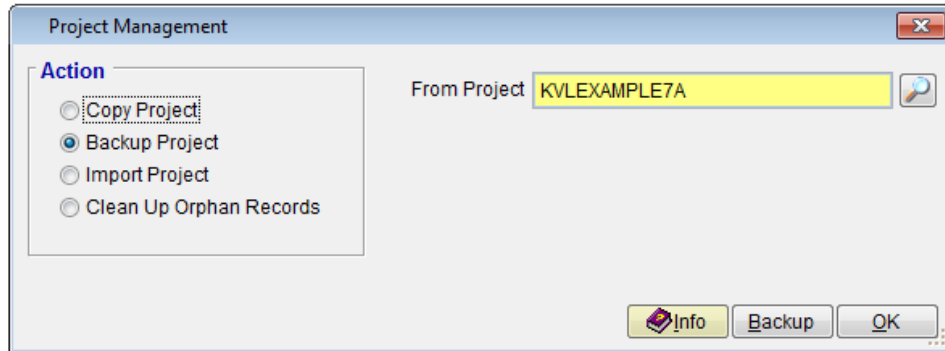 Project Management
Action
Copy Project
Backup Project
Import Project
Clean Up Orphan Records
From Project KVLEXAMPLE7A
Info Backup OK